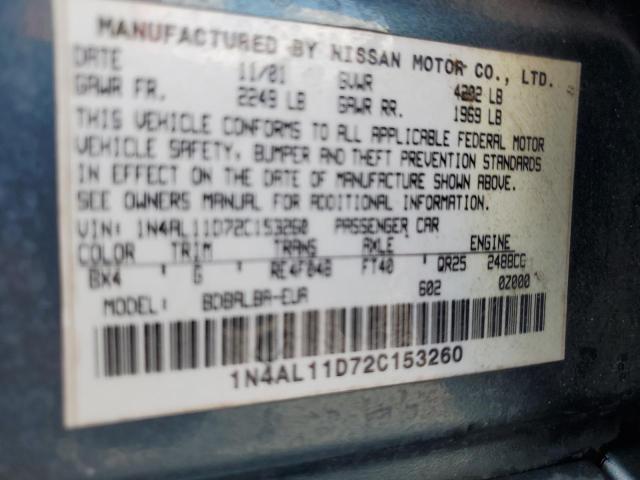 MANUFACTURED BY NISSAN MOTOR CO., LTD.
DATE 11/01 GVWR 4202 LB
GAWR FR. 2249 LB GAWR RR. 1969 LB
THIS VEHICLE CONFORMS TO ALL APPLICABLE FEDERAL MOTOR
VEHICLE SAFETY, BUMPER AND THEFT PREVENTION STANDARDS
IN EFFECT ON THE DATE OF MANUFACTURE SHOWN ABOVE.
SEE OWNERS MANUAL FOR ADDITIONAL INFORMATION.
VIN: 1N4AL11D72C153260 PASSENGER CAR
COLOR TRIM TRANS AXLE ENGINE
BX4 G RE4F04B FT40 QR25 2488CC
MODEL BDBALBA-EUA 602 0Z000
1N4AL11D72C153260